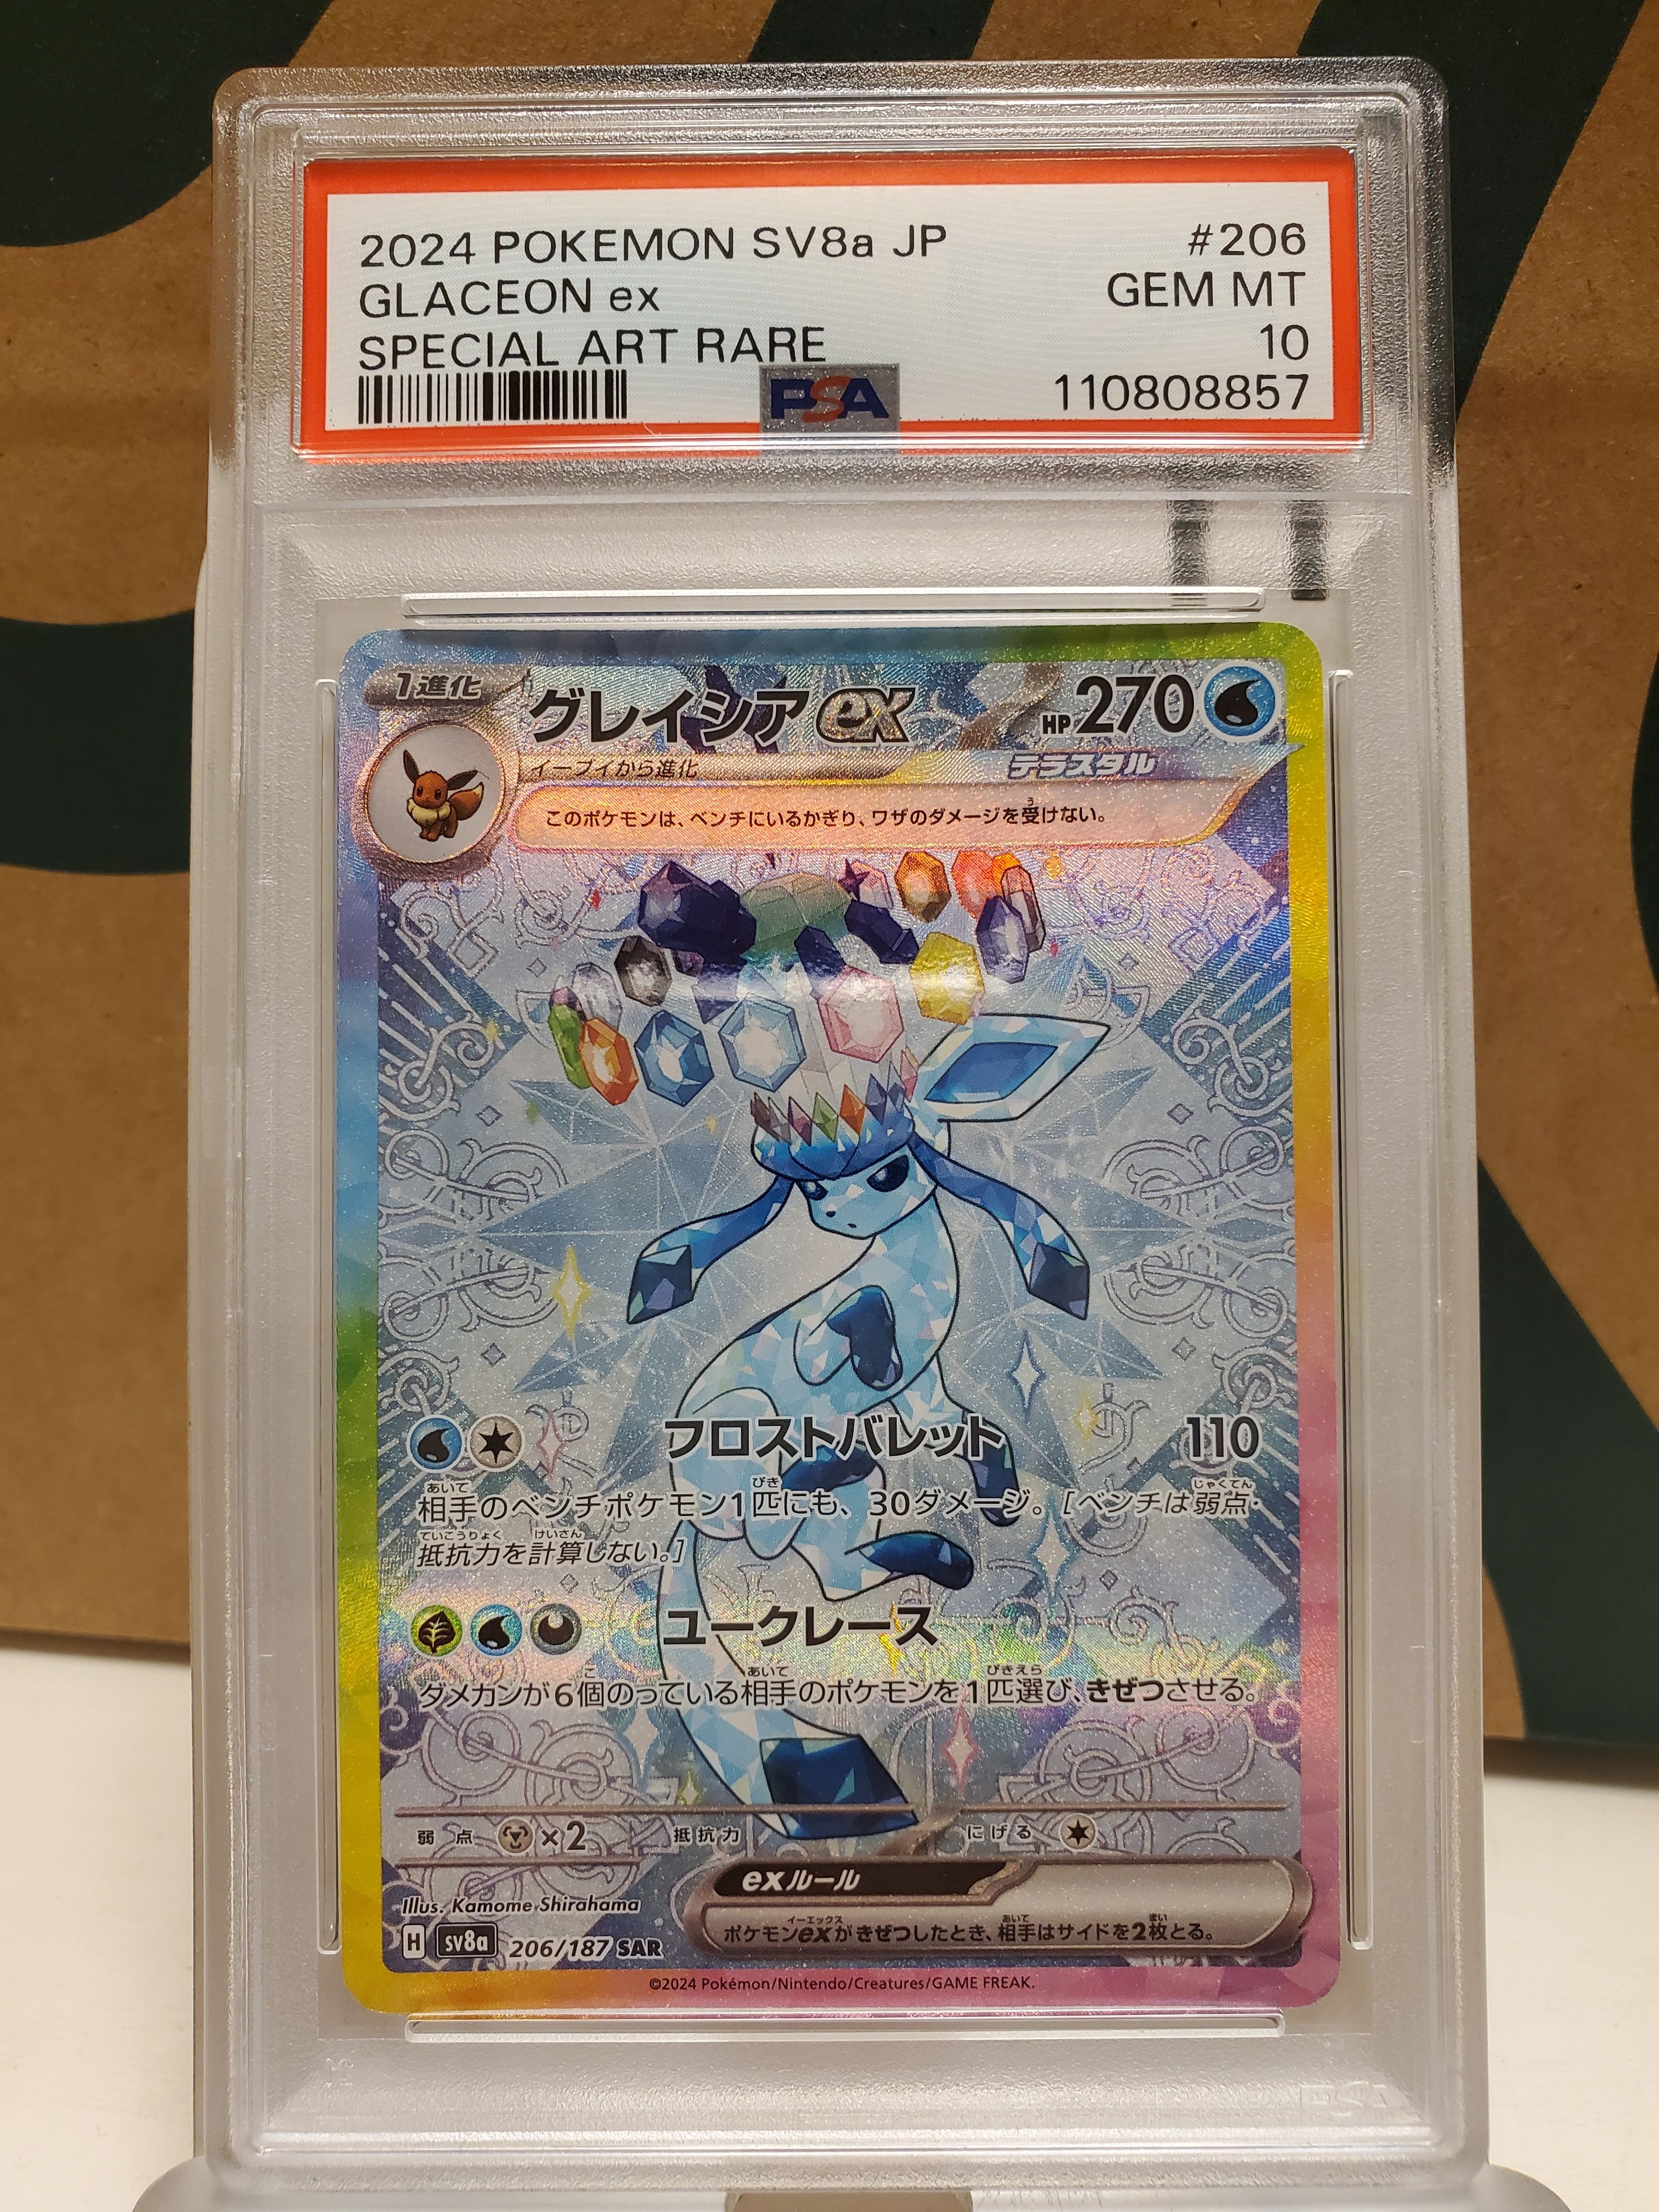 2024 POKEMON SV8a JP #206
GLACEON ex GEM MT
SPECIAL ART RARE 10
PSA 110808857
1進化 グレイシアex HP270
イーブイから進化 テラスタル
このポケモンは、ベンチにいるかぎり、ワザのダメージを受けない。
フロストバレット 110
相手のベンチポケモン1匹にも、30ダメージ。[ベンチは弱点・
抵抗力を計算しない。]
ユークレース
ダメカンが6個のっている相手のポケモンを1匹選び、きぜつさせる。
弱点 ×2 抵抗力 にげる
exルール
ポケモンexがきぜつしたとき、相手はサイドを2枚とる。
Illus. Kamome Shirahama
H sv8a 206/187 SAR
©2024 Pokémon/Nintendo/Creatures/GAME FREAK.